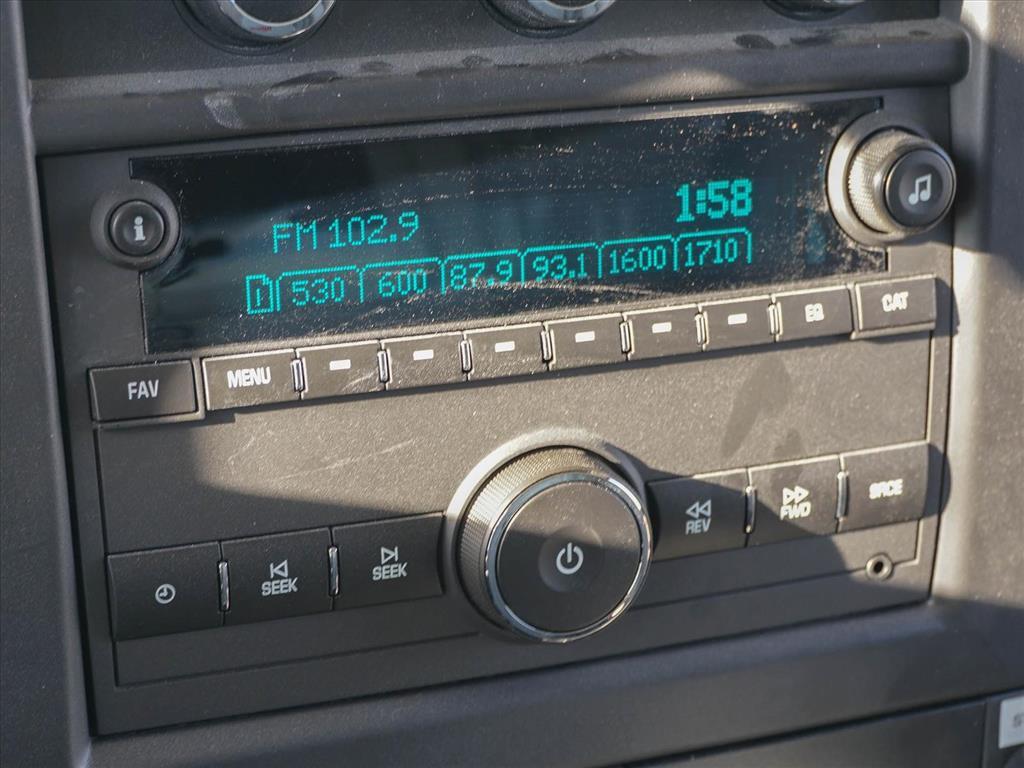 i
FM 102.9 1:58
1 530 600 87.9 93.1 1600 1710
FAV MENU EQ CAT
SEEK SEEK REV FWD SRCE